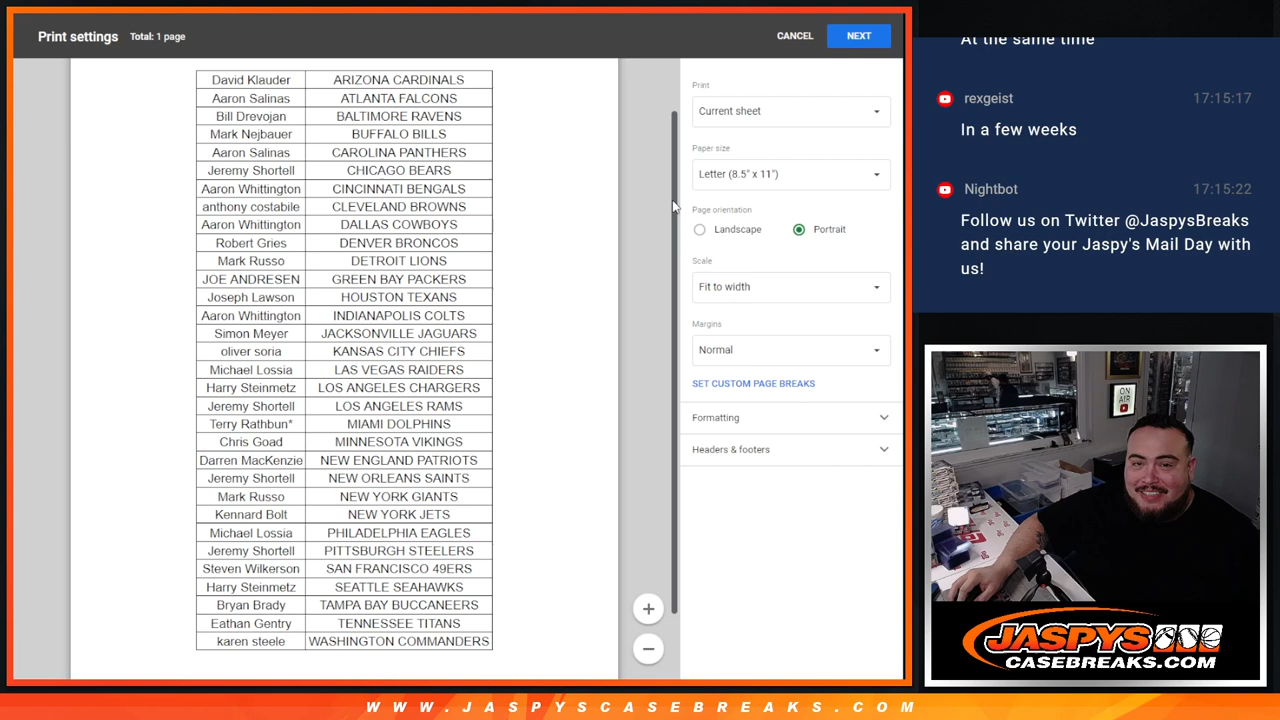 Print settings Total: 1 page CANCEL NEXT
David Klauder ARIZONA CARDINALS
Aaron Salinas ATLANTA FALCONS
Bill Drevojan BALTIMORE RAVENS
Mark Nejbauer BUFFALO BILLS
Aaron Salinas CAROLINA PANTHERS
Jeremy Shortell CHICAGO BEARS
Aaron Whittington CINCINNATI BENGALS
anthony costabile CLEVELAND BROWNS
Aaron Whittington DALLAS COWBOYS
Robert Gries DENVER BRONCOS
Mark Russo DETROIT LIONS
JOE ANDRESEN GREEN BAY PACKERS
Joseph Lawson HOUSTON TEXANS
Aaron Whittington INDIANAPOLIS COLTS
Simon Meyer JACKSONVILLE JAGUARS
oliver soria KANSAS CITY CHIEFS
Michael Lossia LAS VEGAS RAIDERS
Harry Steinmetz LOS ANGELES CHARGERS
Jeremy Shortell LOS ANGELES RAMS
Terry Rathbun* MIAMI DOLPHINS
Chris Goad MINNESOTA VIKINGS
Darren MacKenzie NEW ENGLAND PATRIOTS
Jeremy Shortell NEW ORLEANS SAINTS
Mark Russo NEW YORK GIANTS
Kennard Bolt NEW YORK JETS
Michael Lossia PHILADELPHIA EAGLES
Jeremy Shortell PITTSBURGH STEELERS
Steven Wilkerson SAN FRANCISCO 49ERS
Harry Steinmetz SEATTLE SEAHAWKS
Bryan Brady TAMPA BAY BUCCANEERS
Eathan Gentry TENNESSEE TITANS
karen steele WASHINGTON COMMANDERS
Print
Current sheet
Paper size
Letter (8.5" x 11")
Page orientation
Landscape Portrait
Scale
Fit to width
Margins
Normal
SET CUSTOM PAGE BREAKS
Formatting
Headers & footers
At the same time
rexgeist 17:15:17
In a few weeks
Nightbot 17:15:22
Follow us on Twitter @JaspysBreaks
and share your Jaspy's Mail Day with
us!
ON
AIR
JASPYS
CASEBREAKS.COM
WWW.JASPYSCASEBREAKS.COM